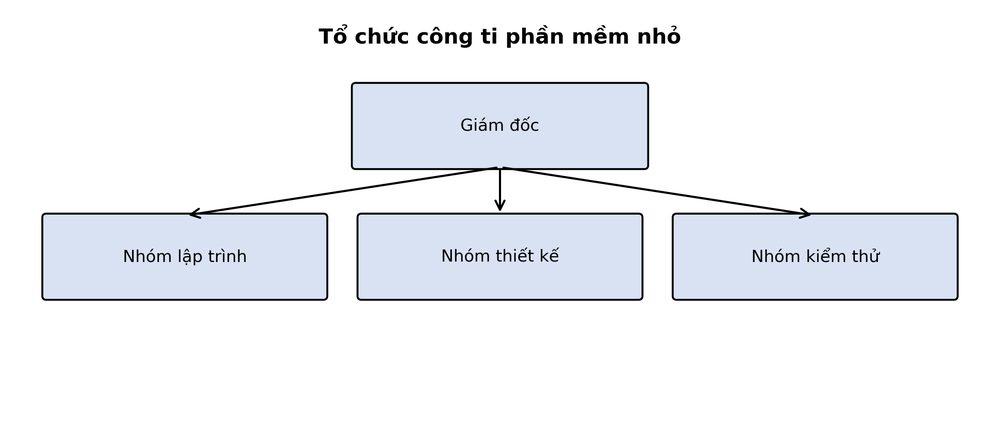 Tổ chức công ti phần mềm nhỏ
Giám đốc
Nhóm lập trình
Nhóm thiết kế
Nhóm kiểm thử